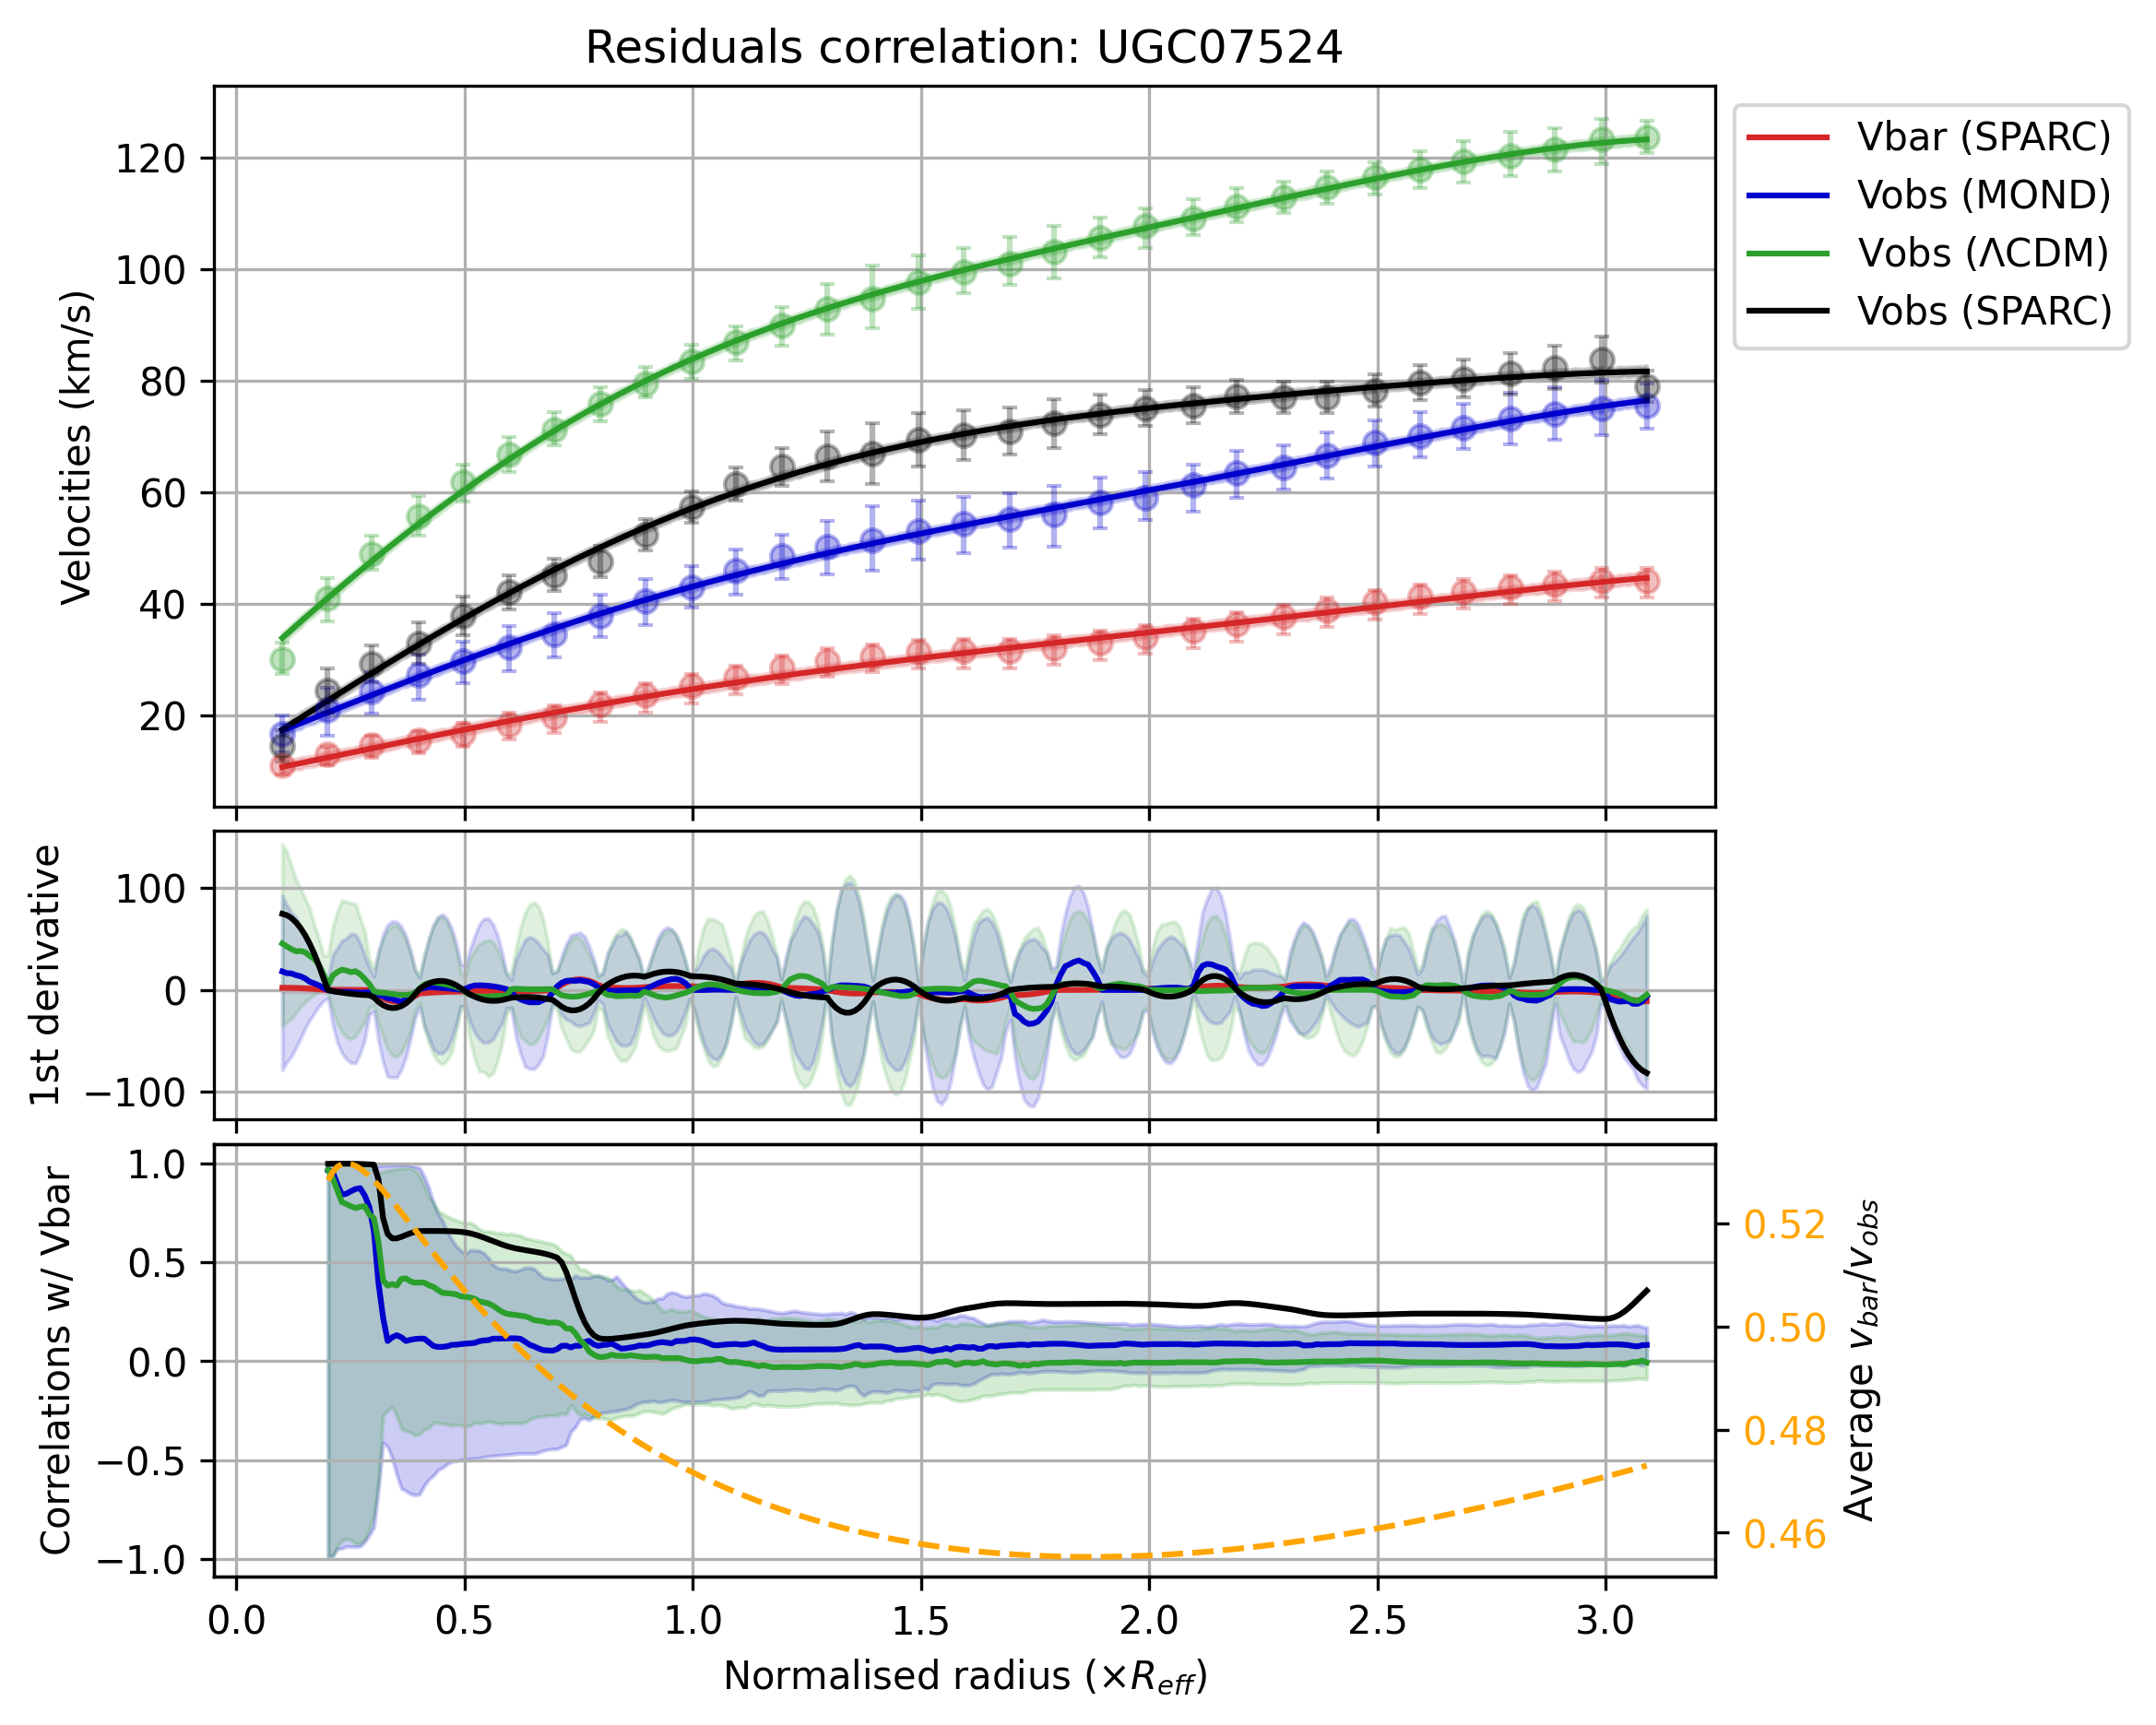 Residuals correlation: UGC07524
Velocities (km/s)
120
100
80
60
40
20
Vbar (SPARC)
Vobs (MOND)
Vobs (ΛCDM)
Vobs (SPARC)
1st derivative
100
0
−100
Correlations w/ Vbar
1.0
0.5
0.0
−0.5
−1.0
0.52
0.50
0.48
0.46
Average v_bar/v_obs
0.0 0.5 1.0 1.5 2.0 2.5 3.0
Normalised radius (×R_eff)